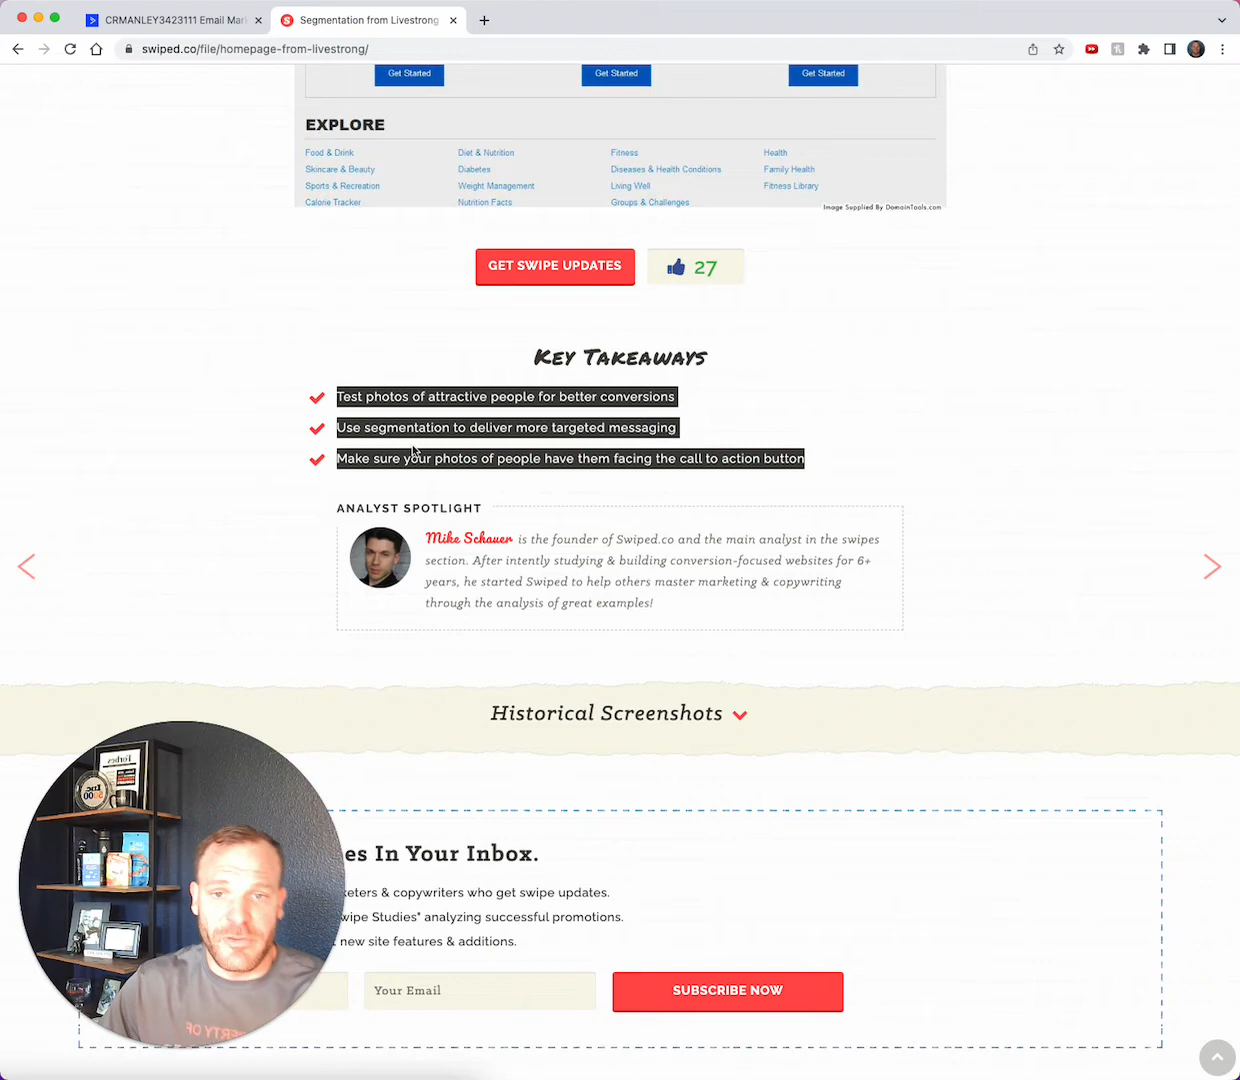 CRMANLEY3423111 Email Mar
Segmentation from Livestrong
swiped.co/file/homepage-from-livestrong/
Get Started
Get Started
Get Started
EXPLORE
Food & Drink
Diet & Nutrition
Fitness
Health
Skincare & Beauty
Diabetes
Diseases & Health Conditions
Family Health
Sports & Recreation
Weight Management
Living Well
Fitness Library
Calorie Tracker
Nutrition Facts
Groups & Challenges
Image Supplied By DomainTools.com
GET SWIPE UPDATES
27
KEY TAKEAWAYS
Test photos of attractive people for better conversions
Use segmentation to deliver more targeted messaging
Make sure your photos of people have them facing the call to action button
ANALYST SPOTLIGHT
Mike Schauer is the founder of Swiped.co and the main analyst in the swipes
section. After intently studying & building conversion-focused websites for 6+
years, he started Swiped to help others master marketing & copywriting
through the analysis of great examples!
Historical Screenshots
Forbes
Inc
5000
es In Your Inbox.
keters & copywriters who get swipe updates.
wipe Studies" analyzing successful promotions.
new site features & additions.
Your Email
SUBSCRIBE NOW
PROPERTY OF